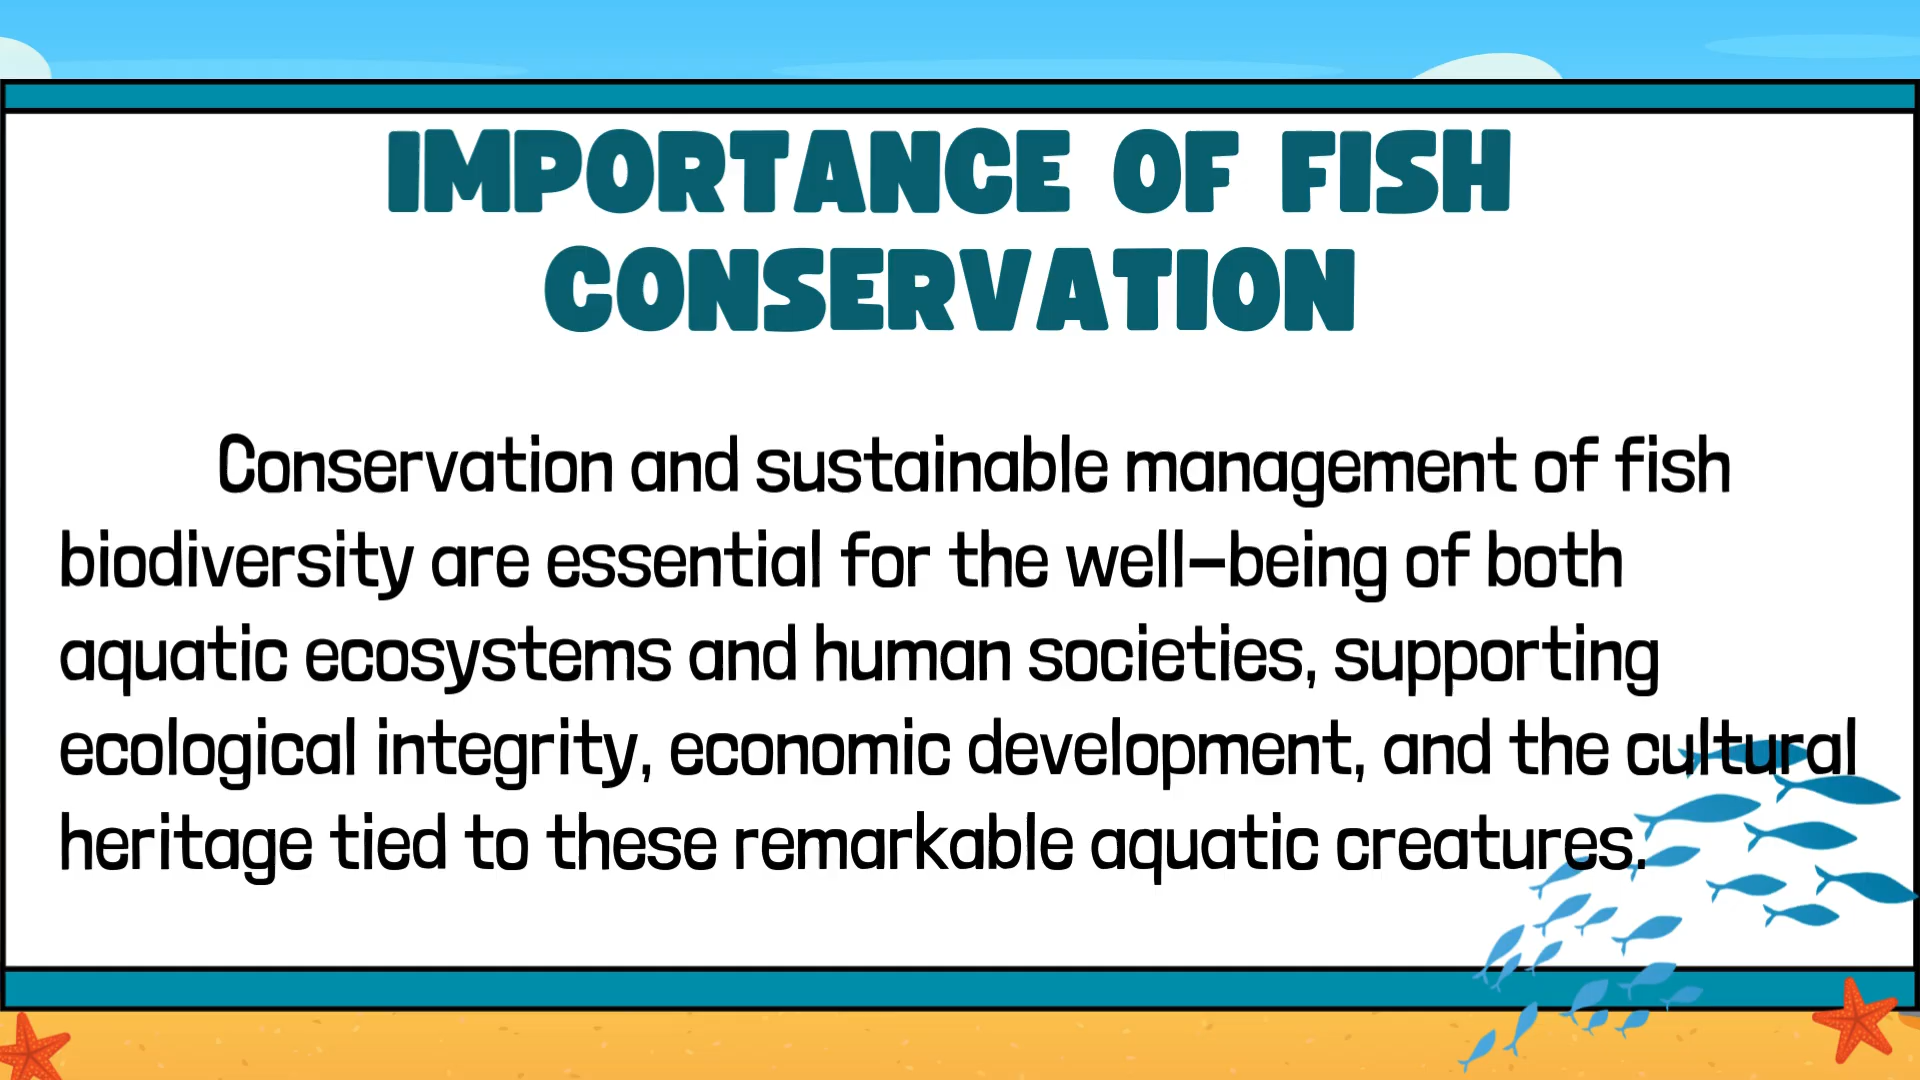 IMPORTANCE OF FISH
CONSERVATION
Conservation and sustainable management of fish
biodiversity are essential for the well-being of both
aquatic ecosystems and human societies, supporting
ecological integrity, economic development, and the cultural
heritage tied to these remarkable aquatic creatures.